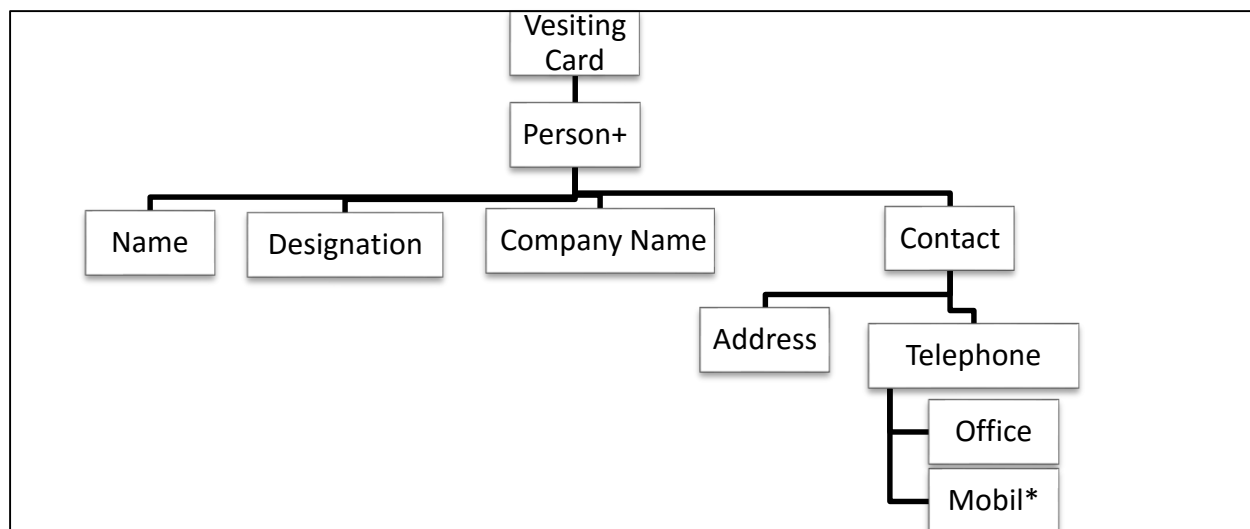 Vesiting
Card
Person+
Name
Designation
Company Name
Contact
Address
Telephone
Office
Mobil*